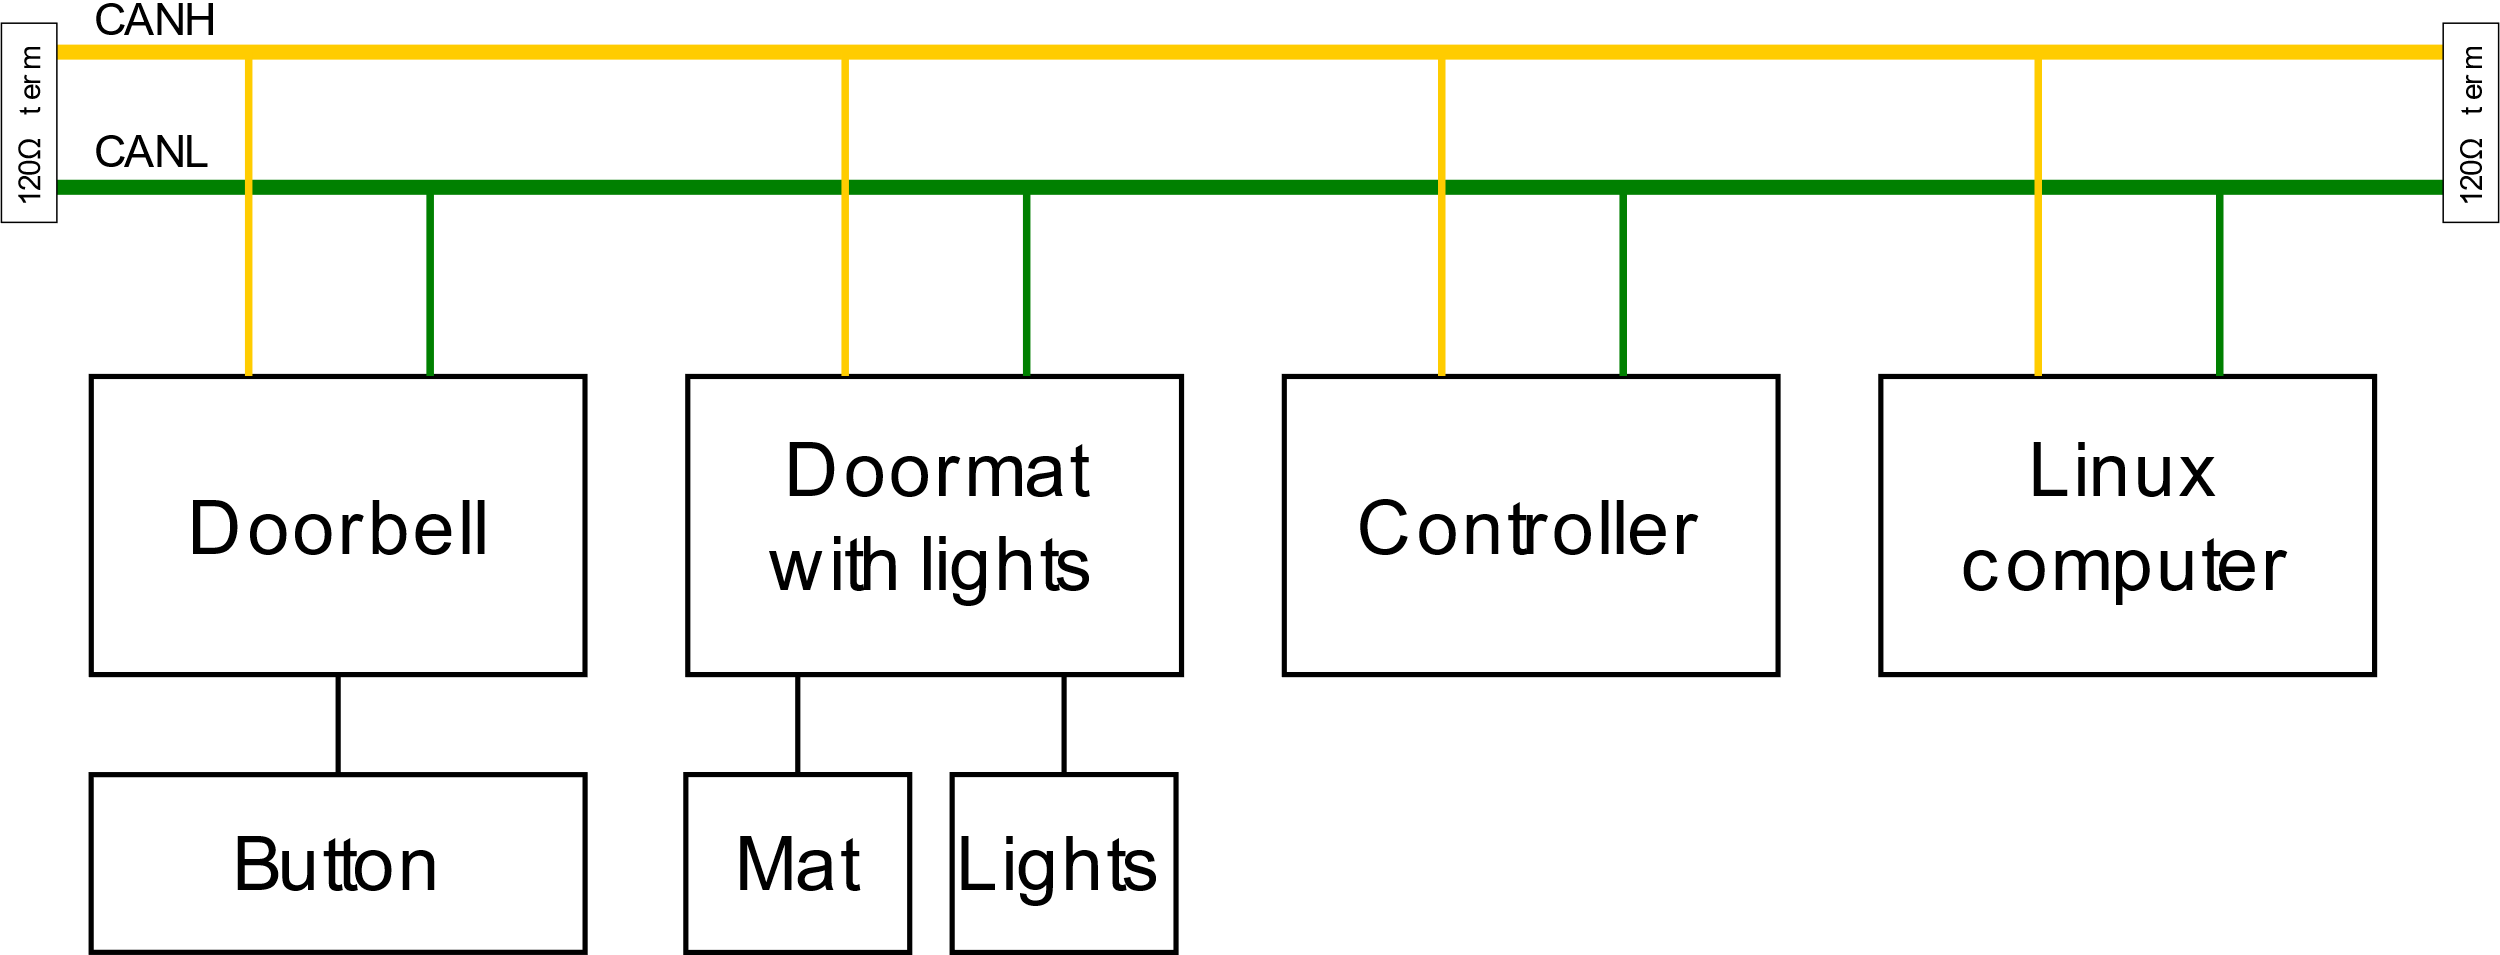 CANH
120Ω term
120Ω term
CANL
Doorbell
Doormat
with lights
Controller
Linux
computer
Button
Mat
Lights